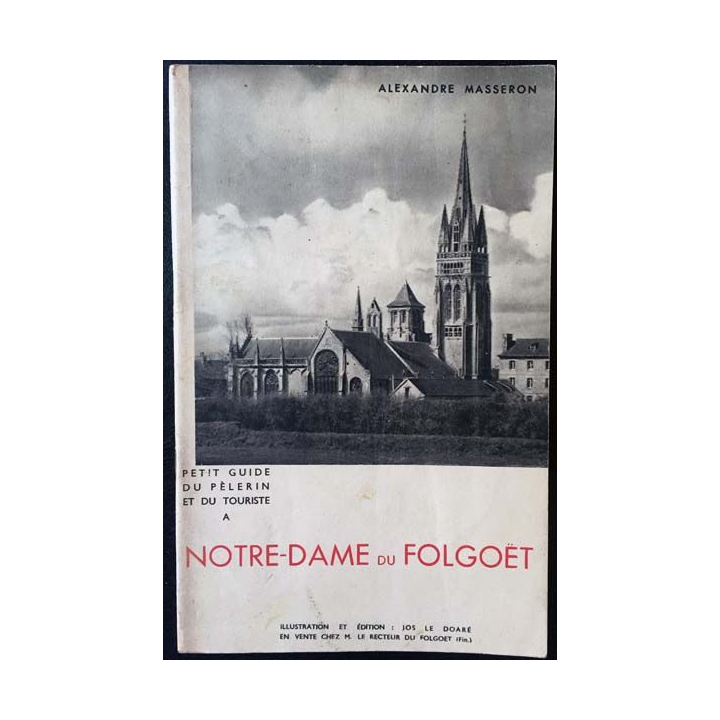 ALEXANDRE MASSERON
PETIT GUIDE
DU PÈLERIN
ET DU TOURISTE
A
NOTRE-DAME DU FOLGOËT
ILLUSTRATION ET ÉDITION : JOS LE DOARÉ
EN VENTE CHEZ M. LE RECTEUR DU FOLGOET (Fin.)